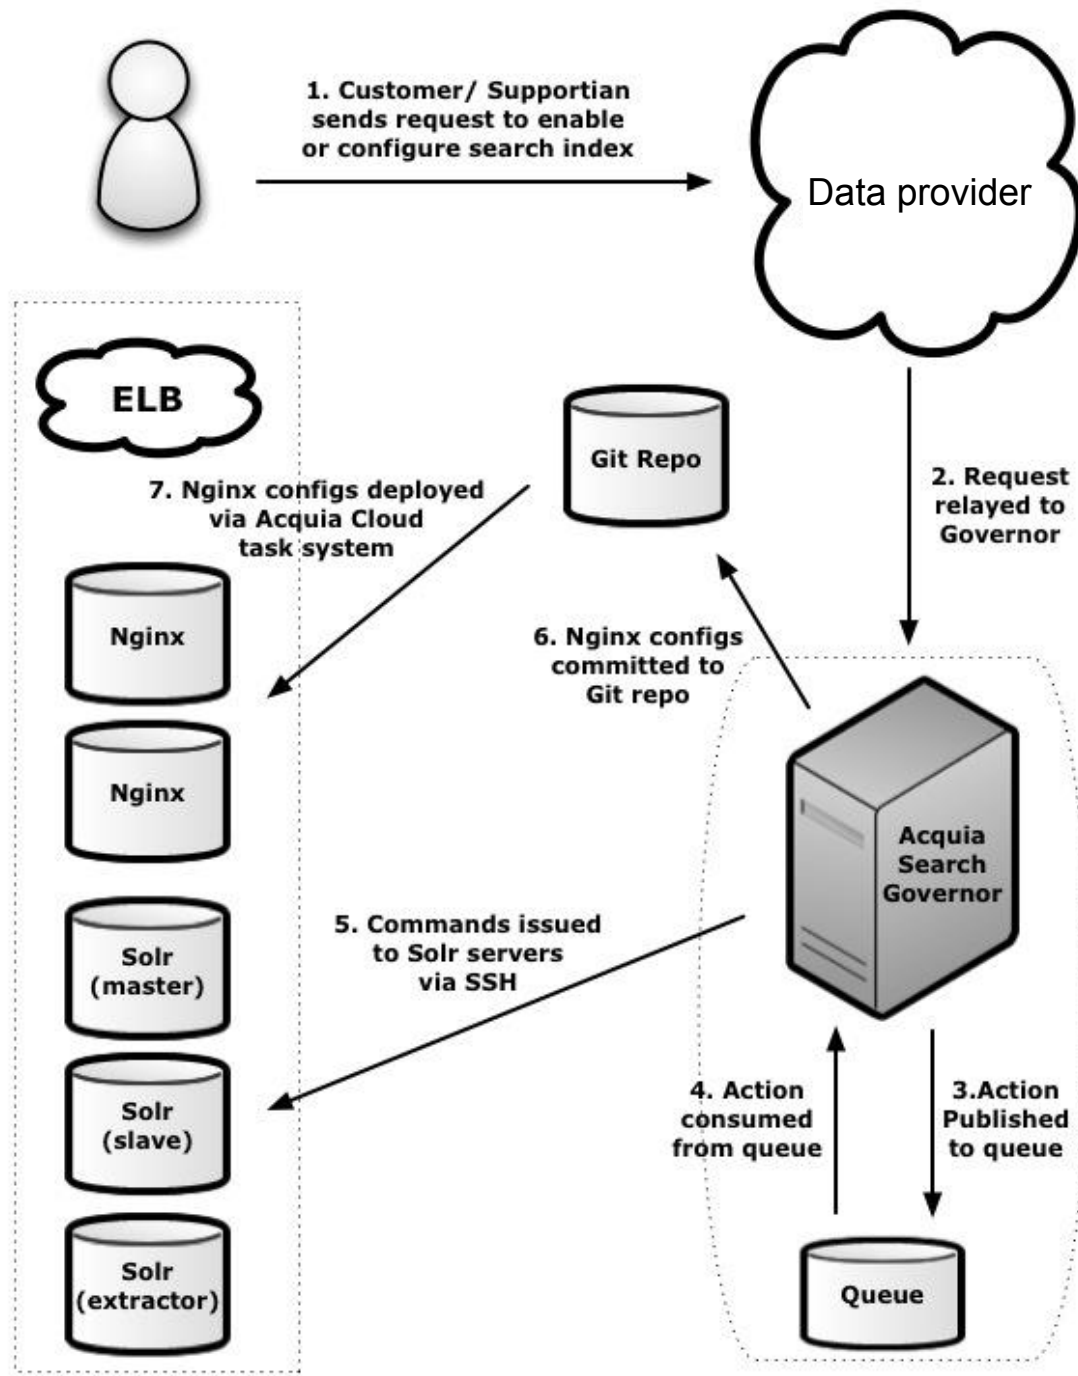 1. Customer/ Supportian
sends request to enable
or configure search index
Data provider
ELB
Git Repo
2. Request
relayed to
Governor
7. Nginx configs deployed
via Acquia Cloud
task system
Nginx
6. Nginx configs
committed to
Git repo
Nginx
Acquia
Search
Governor
5. Commands issued
to Solr servers
via SSH
Solr
(master)
Solr
(slave)
4. Action
consumed
from queue
3.Action
Published
to queue
Solr
(extractor)
Queue